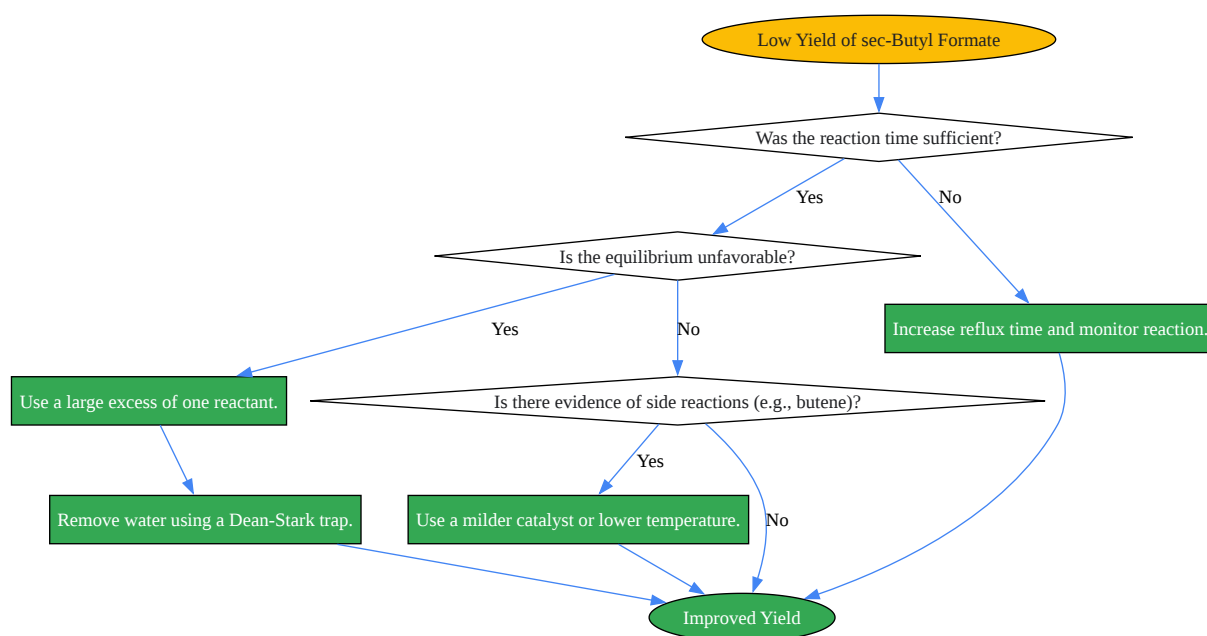 Low Yield of sec-Butyl Formate
Was the reaction time sufficient?
Yes
No
Is the equilibrium unfavorable?
Yes
No
Increase reflux time and monitor reaction.
Use a large excess of one reactant.
Is there evidence of side reactions (e.g., butene)?
Yes
Remove water using a Dean-Stark trap.
Use a milder catalyst or lower temperature.
No
Improved Yield